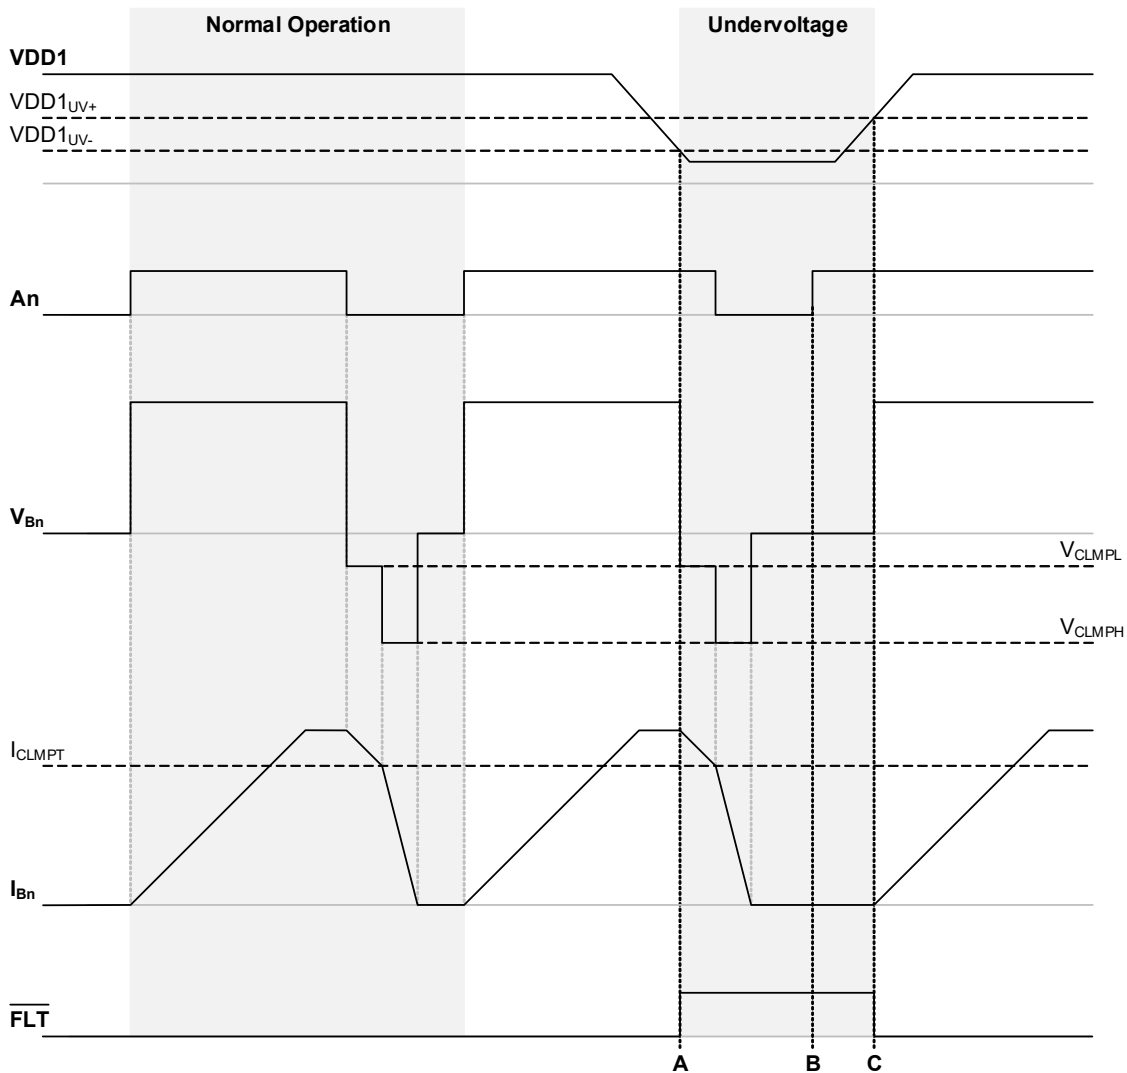 Normal Operation Undervoltage
VDD1
VDD1UV+
VDD1UV-
An
VBn
VCLMPL
VCLMPH
ICLMPT
IBn
FLT
A B C